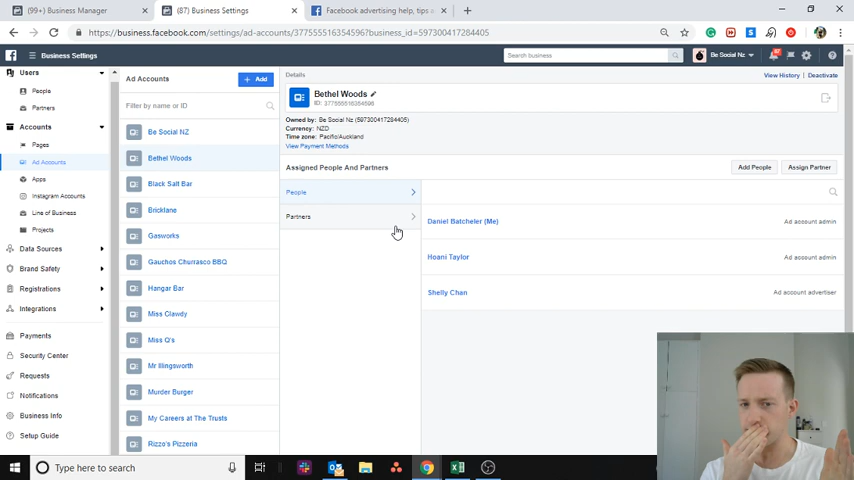 (99+) Business Manager
(87) Business Settings
Facebook advertising help, tips a
https://business.facebook.com/settings/ad-accounts/377555516354598?business_id=597300417284405
Business Settings
Search business
Be Social Nz
Users
People
Partners
Accounts
Pages
Ad Accounts
Apps
Instagram Accounts
Line of Business
Projects
Data Sources
Brand Safety
Registrations
Integrations
Payments
Security Center
Requests
Notifications
Business Info
Setup Guide
Ad Accounts
+ Add
Filter by name or ID
Be Social NZ
Bethel Woods
Black Salt Bar
Bricklane
Gasworks
Gauchos Churrasco BBQ
Hangar Bar
Miss Clawdy
Miss Q's
Mr Illingsworth
Murder Burger
My Careers at The Trusts
Rizzo's Pizzeria
Details
View History
Deactivate
Bethel Woods
ID: 377555516354598
Owned by: Be Social Nz (597300417284405)
Currency: NZD
Time zone: Pacific/Auckland
View Payment Methods
Assigned People And Partners
Add People
Assign Partner
People
Partners
Daniel Batcheler (Me)
Ad account admin
Hoani Taylor
Ad account admin
Shelly Chan
Ad account advertiser
Type here to search